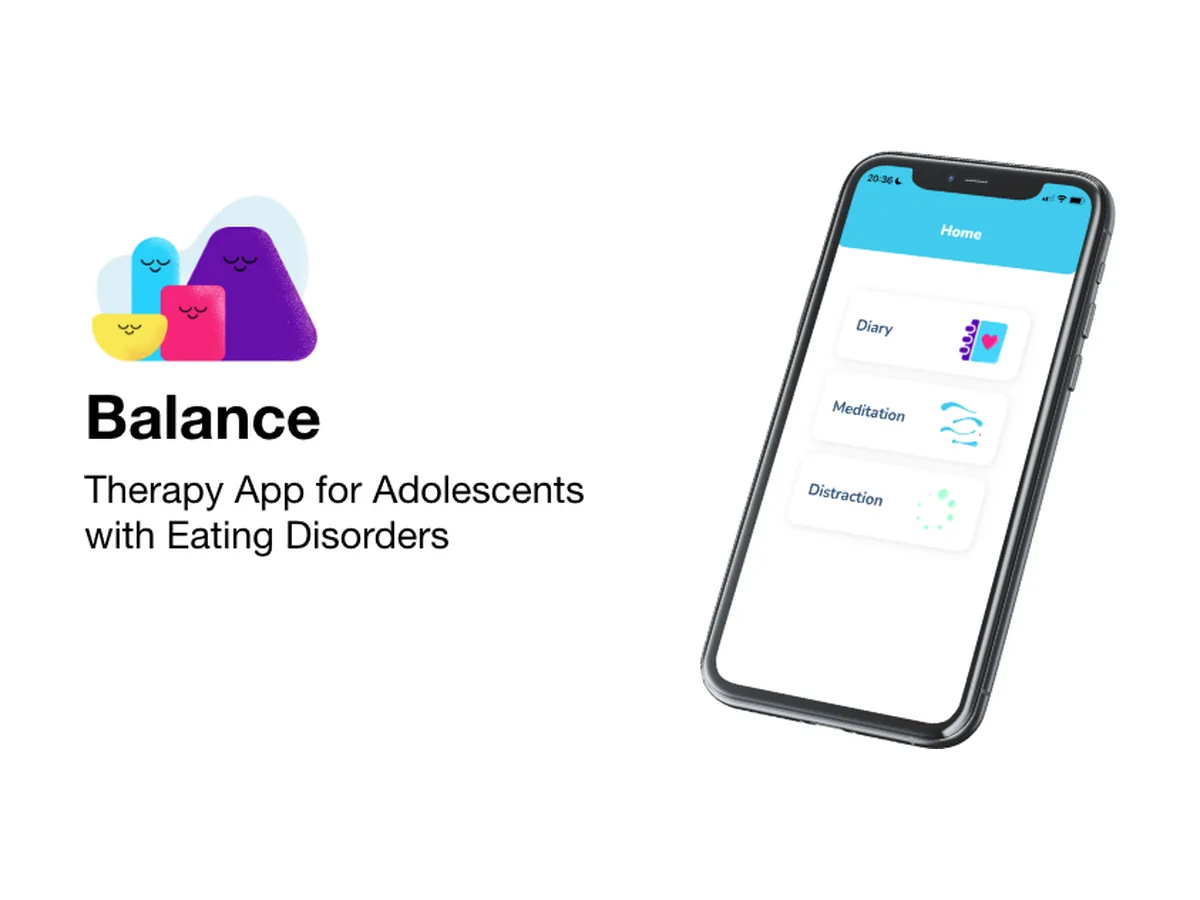 Balance
Therapy App for Adolescents
with Eating Disorders
20:36
Home
Diary
Meditation
Distraction